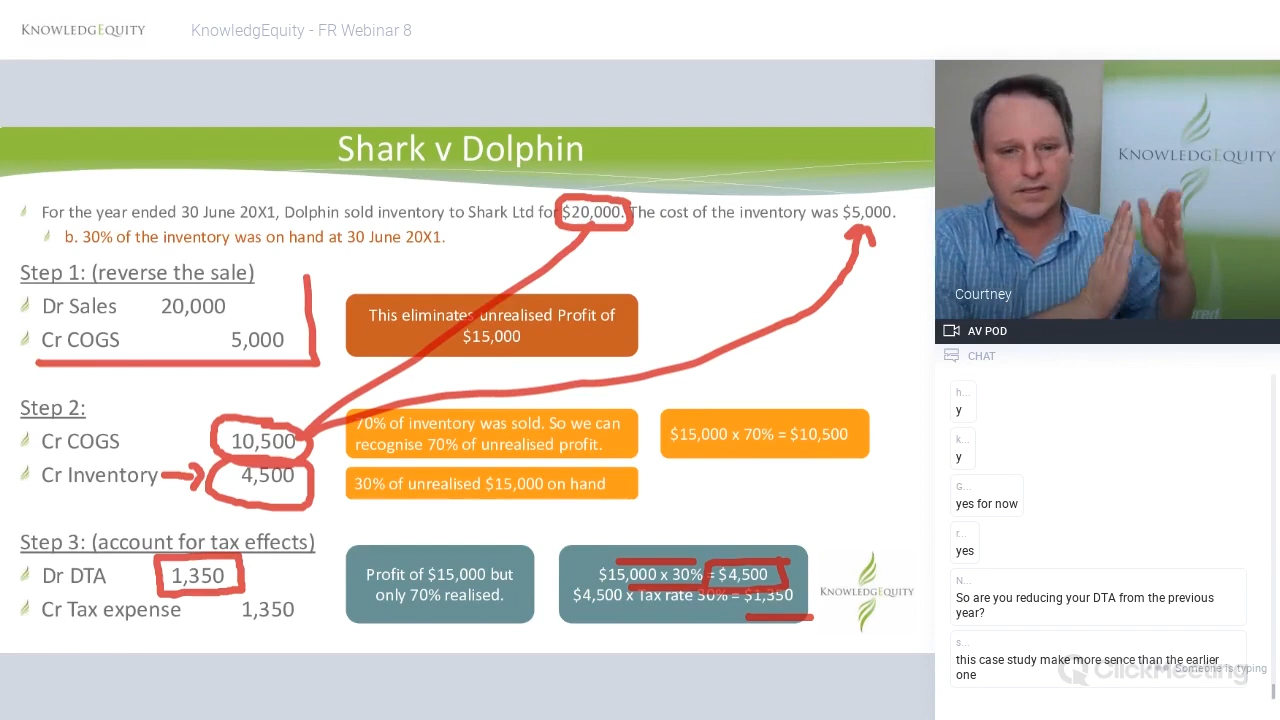 KNOWLEDGEQUITY
KnowledgEquity - FR Webinar 8
Shark v Dolphin
For the year ended 30 June 20X1, Dolphin sold inventory to Shark Ltd for $20,000. The cost of the inventory was $5,000.
b. 30% of the inventory was on hand at 30 June 20X1.
Step 1: (reverse the sale)
Dr Sales 20,000
Cr COGS 5,000
This eliminates unrealised Profit of
$15,000
Step 2:
Cr COGS 10,500
70% of inventory was sold. So we can
recognise 70% of unrealised profit.
$15,000 x 70% = $10,500
Cr Inventory 4,500
30% of unrealised $15,000 on hand
Step 3: (account for tax effects)
Dr DTA 1,350
Cr Tax expense 1,350
Profit of $15,000 but
only 70% realised.
$15,000 x 30% = $4,500
$4,500 x Tax rate 30% = $1,350
KNOWLEDGEQUITY
KNOWLEDGEQUITY
Courtney
AV POD
CHAT
h...
y
k...
y
G...
yes for now
r...
yes
N...
So are you reducing your DTA from the previous
year?
s...
this case study make more sence than the earlier
one
Someone is typing
ClickMeeting